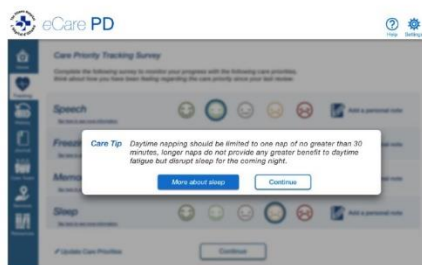 eCare PD
Help Settings
Care Priority Tracking Survey
Complete the following survey to monitor your progress with the following care priorities,
think about how you have been feeling regarding the care priority since your last review.
Speech
Add a personal note
Care Tip Daytime napping should be limited to one nap of no greater than 30
minutes, longer naps do not provide any greater benefit to daytime
fatigue but disrupt sleep for the coming night.
More about sleep Continue
Sleep
Add a personal note
Update Care Priorities Continue